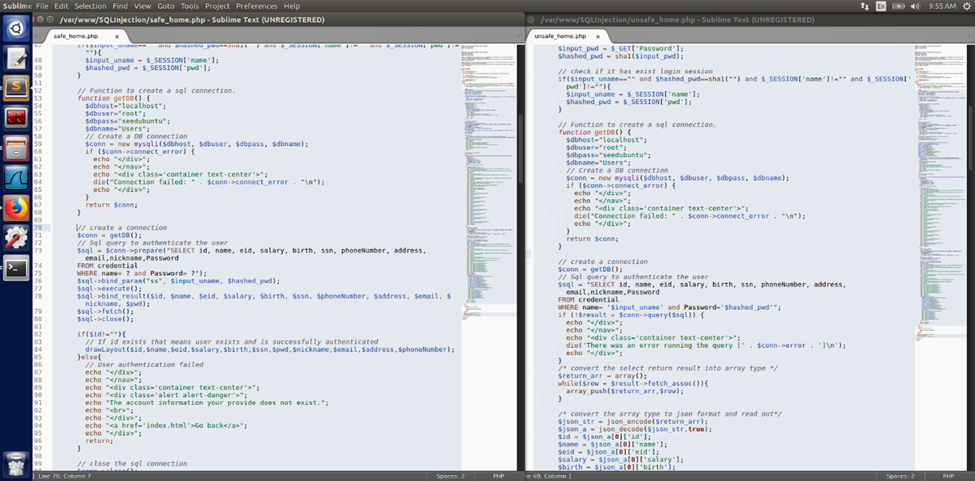 Sublime File Edit Selection Find View Goto Tools Project Preferences Help
En
9:55 AM
/var/www/SQLInjection/safe_home.php - Sublime Text (UNREGISTERED)
safe_home.php x
""){
48 $input_uname = $_SESSION['name'];
49 $hashed_pwd = $_SESSION['pwd'];
50 }
51
52 // Function to create a sql connection.
53 function getDB() {
54 $dbhost="localhost";
55 $dbuser="root";
56 $dbpass="seedubuntu";
57 $dbname="Users";
58 // Create a DB connection
59 $conn = new mysqli($dbhost, $dbuser, $dbpass, $dbname);
60 if ($conn->connect_error) {
61 echo "</div>";
62 echo "</nav>";
63 echo "<div class='container text-center'>";
64 die("Connection failed: " . $conn->connect_error . "\n");
65 echo "</div>";
66 }
67 return $conn;
68 }
69
70 // create a connection
71 $conn = getDB();
72 // Sql query to authenticate the user
73 $sql = $conn->prepare("SELECT id, name, eid, salary, birth, ssn, phoneNumber, address,
email,nickname,Password
74 FROM credential
75 WHERE name= ? and Password= ?");
76 $sql->bind_param("ss", $input_uname, $hashed_pwd);
77 $sql->execute();
78 $sql->bind_result($id, $name, $eid, $salary, $birth, $ssn, $phoneNumber, $address, $email, $
nickname, $pwd);
79 $sql->fetch();
80 $sql->close();
81
82 if($id!=""){
83 // If id exists that means user exists and is successfully authenticated
84 drawLayout($id,$name,$eid,$salary,$birth,$ssn,$pwd,$nickname,$email,$address,$phoneNumber);
85 }else{
86 // User authentication failed
87 echo "</div>";
88 echo "</nav>";
89 echo "<div class='container text-center'>";
90 echo "<div class='alert alert-danger'>";
91 echo "The account information your provide does not exist.";
92 echo "<br>";
93 echo "</div>";
94 echo "<a href='index.html'>Go back</a>";
95 echo "</div>";
96 return;
97 }
98
99 // close the sql connection
Line 70, Column 7
Spaces: 2
PHP
/var/www/SQLInjection/unsafe_home.php - Sublime Text (UNREGISTERED)
unsafe_home.php x
$input_pwd = $_GET['Password'];
$hashed_pwd = sha1($input_pwd);
// check if it has exist login session
if($input_uname=="" and $hashed_pwd==sha1("") and $_SESSION['name']!="" and $_SESSION['
pwd']!=""){
$input_uname = $_SESSION['name'];
$hashed_pwd = $_SESSION['pwd'];
}
// Function to create a sql connection.
function getDB() {
$dbhost="localhost";
$dbuser="root";
$dbpass="seedubuntu";
$dbname="Users";
// Create a DB connection
$conn = new mysqli($dbhost, $dbuser, $dbpass, $dbname);
if ($conn->connect_error) {
echo "</div>";
echo "</nav>";
echo "<div class='container text-center'>";
die("Connection failed: " . $conn->connect_error . "\n");
echo "</div>";
}
return $conn;
}
// create a connection
$conn = getDB();
// Sql query to authenticate the user
$sql = "SELECT id, name, eid, salary, birth, ssn, phoneNumber, address,
email,nickname,Password
FROM credential
WHERE name= '$input_uname' and Password='$hashed_pwd'";
if (!$result = $conn->query($sql)) {
echo "</div>";
echo "</nav>";
echo "<div class='container text-center'>";
die('There was an error running the query [' . $conn->error . ']\n');
echo "</div>";
}
/* convert the select return result into array type */
$return_arr = array();
while($row = $result->fetch_assoc()){
array_push($return_arr,$row);
}
/* convert the array type to json format and read out*/
$json_str = json_encode($return_arr);
$json_a = json_decode($json_str,true);
$id = $json_a[0]['id'];
$name = $json_a[0]['name'];
$eid = $json_a[0]['eid'];
$salary = $json_a[0]['salary'];
$birth = $json_a[0]['birth'];
69, Column 1
Spaces: 2
PHP